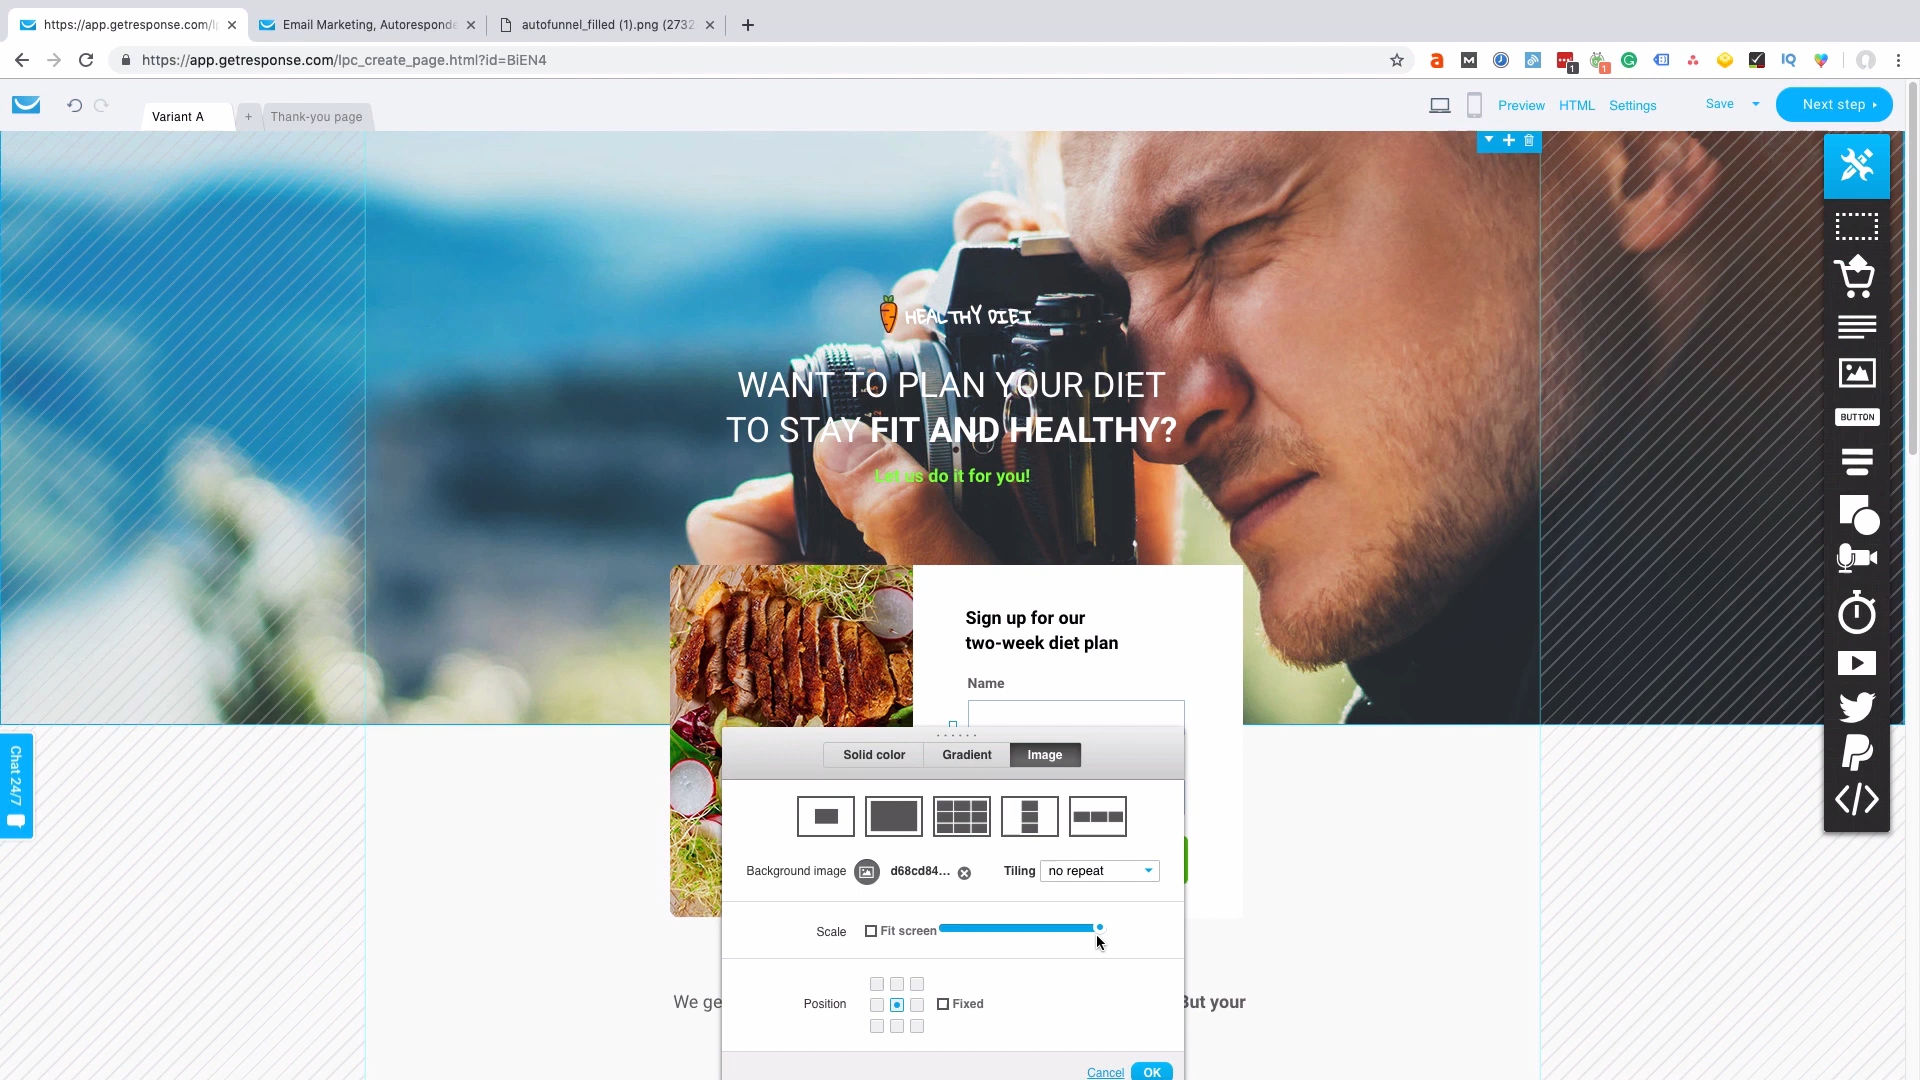 https://app.getresponse.com/l
Email Marketing, Autoresponde
autofunnel_filled (1).png (2732
https://app.getresponse.com/lpc_create_page.html?id=BiEN4
1
1
IQ
Variant A
+
Thank-you page
Preview
HTML
Settings
Save
Next step
HEALTHY DIET
WANT TO PLAN YOUR DIET
TO STAY FIT AND HEALTHY?
Let us do it for you!
BUTTON
Sign up for our
two-week diet plan
Name
Chat 24/7
Solid color
Gradient
Image
Background image
d68cd84...
Tiling
no repeat
Scale
Fit screen
Position
Fixed
We ge
But your
Cancel
OK